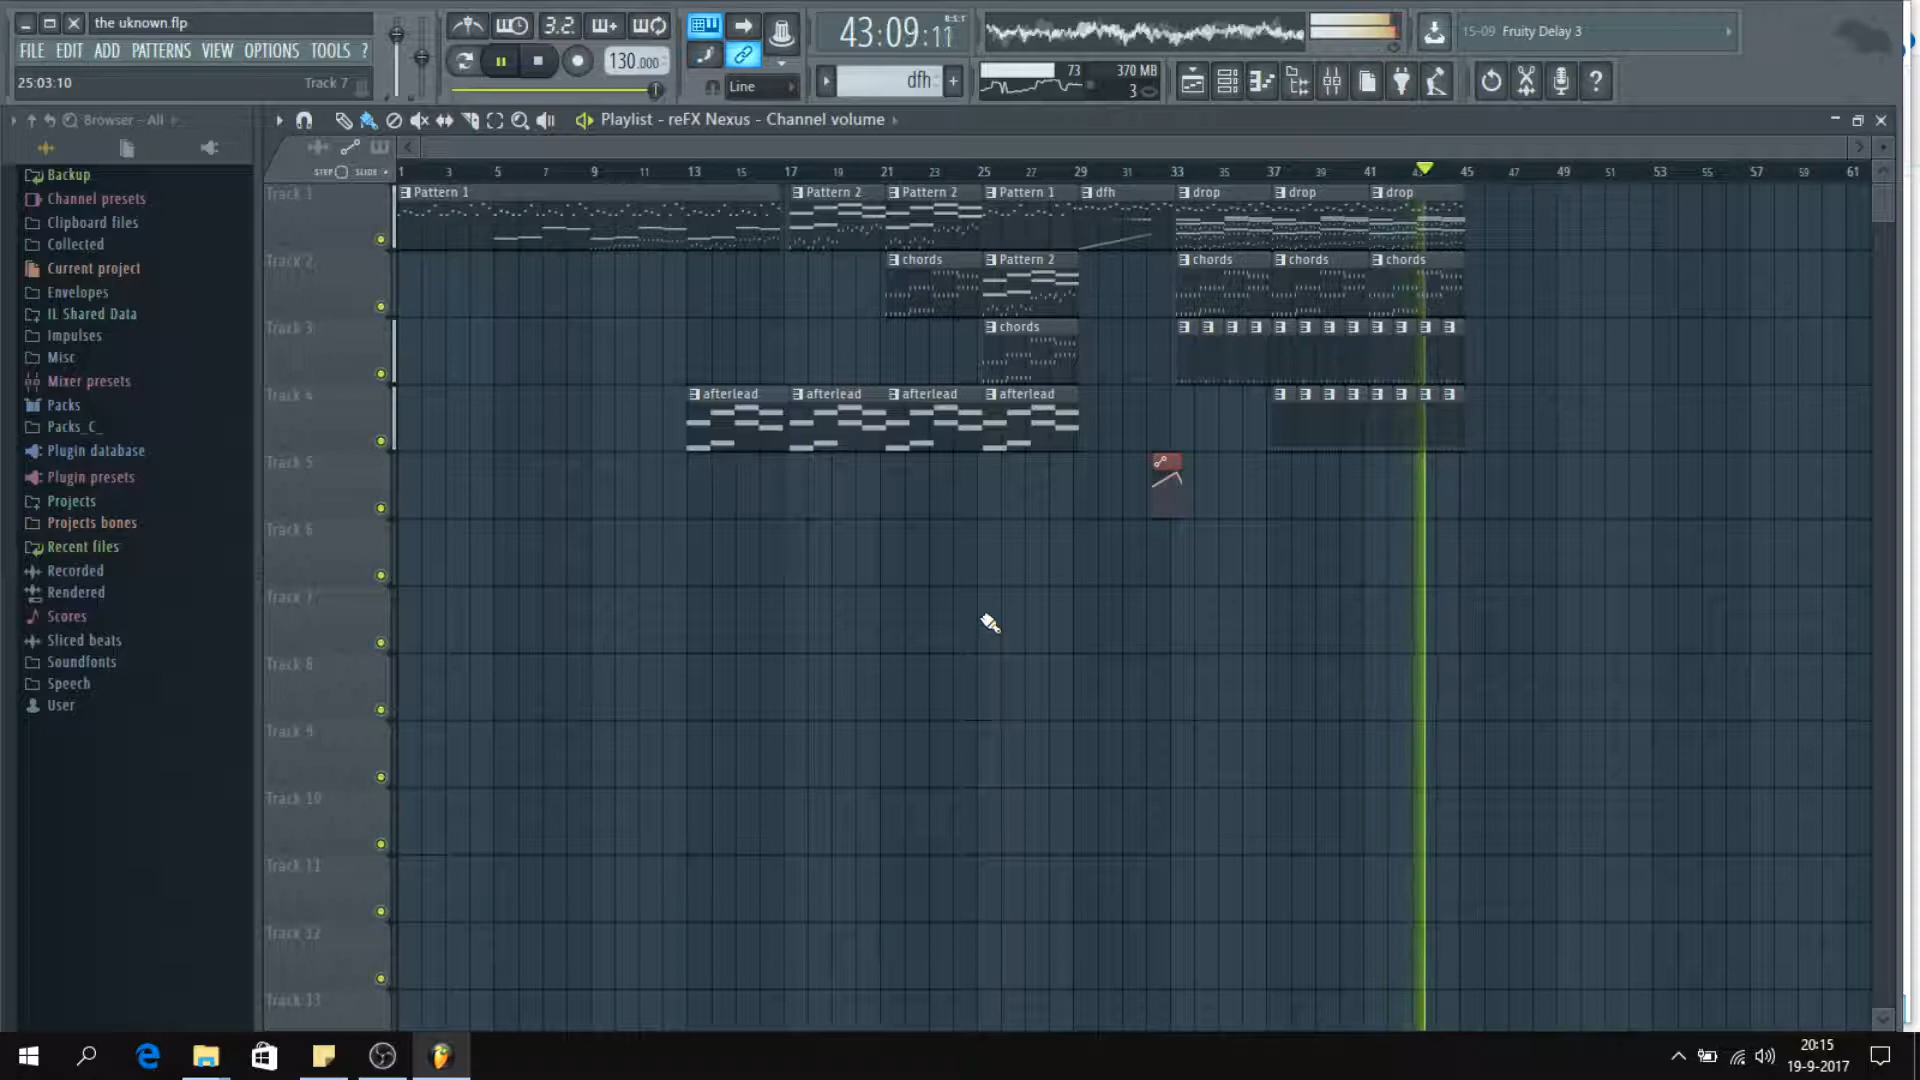 the uknown.flp
FILE EDIT ADD PATTERNS VIEW OPTIONS TOOLS ?
25:03:10 Track 7
3.2.
130.000
Line
43:09:11
B:S:T
dfh
73 370 MB
3
15-09 Fruity Delay 3
Browser - All
Playlist - reFX Nexus - Channel volume
STEP SLIDE
1 3 5 7 9 11 13 15 17 19 21 23 25 27 29 31 33 35 37 39 41 43 45 47 49 51 53 55 57 59 61
Backup
Channel presets
Clipboard files
Collected
Current project
Envelopes
IL Shared Data
Impulses
Misc
Mixer presets
Packs
Packs_C_
Plugin database
Plugin presets
Projects
Projects bones
Recent files
Recorded
Rendered
Scores
Sliced beats
Soundfonts
Speech
User
Track 1 Pattern 1 Pattern 2 Pattern 2 Pattern 1 dfh drop drop drop
Track 2 chords Pattern 2 chords chords chords
Track 3 chords
Track 4 afterlead afterlead afterlead afterlead
Track 5
Track 6
Track 7
Track 8
Track 9
Track 10
Track 11
Track 12
Track 13
20:15
19-9-2017